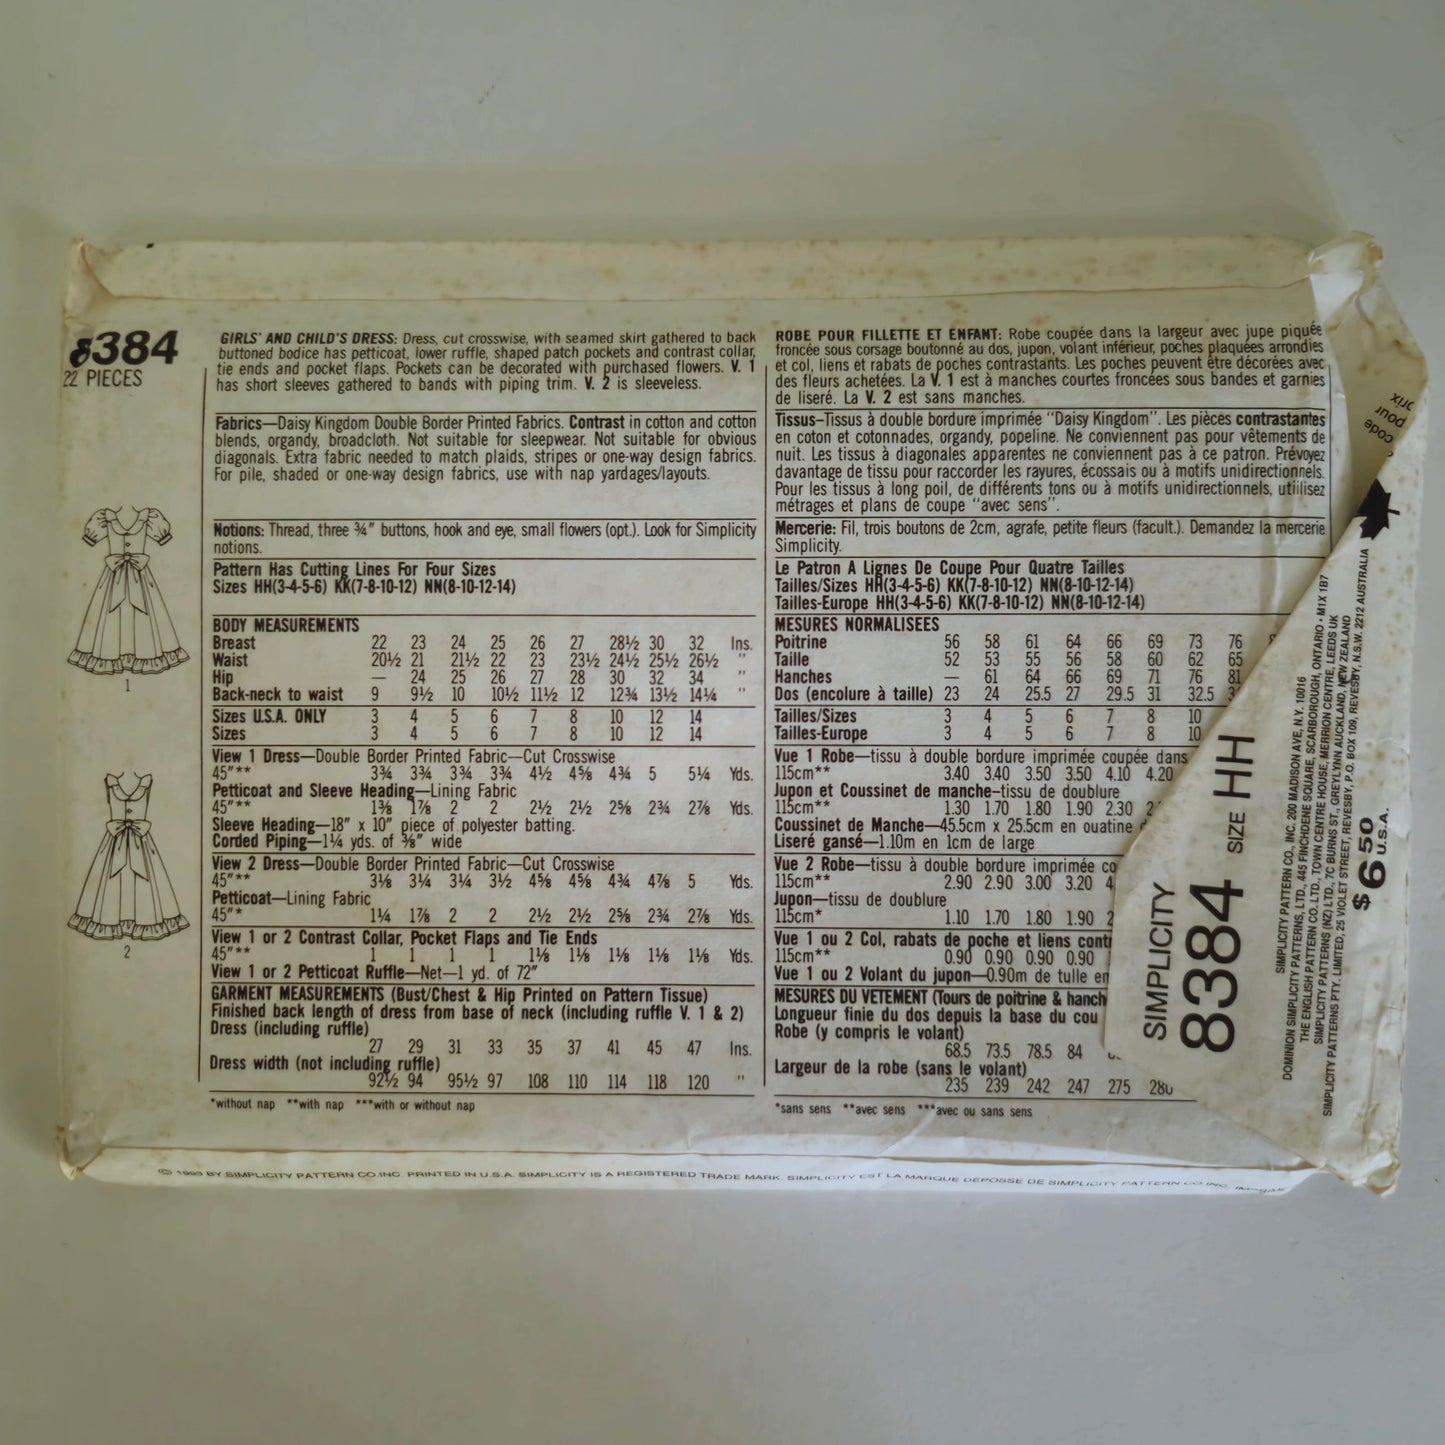 8384
22 PIECES
1
2
GIRLS' AND CHILD'S DRESS: Dress, cut crosswise, with seamed skirt gathered to back
buttoned bodice has petticoat, lower ruffle, shaped patch pockets and contrast collar,
tie ends and pocket flaps. Pockets can be decorated with purchased flowers. V. 1
has short sleeves gathered to bands with piping trim. V. 2 is sleeveless.
Fabrics—Daisy Kingdom Double Border Printed Fabrics. Contrast in cotton and cotton
blends, organdy, broadcloth. Not suitable for sleepwear. Not suitable for obvious
diagonals. Extra fabric needed to match plaids, stripes or one-way design fabrics.
For pile, shaded or one-way design fabrics, use with nap yardages/layouts.
Notions: Thread, three ¾" buttons, hook and eye, small flowers (opt.). Look for Simplicity
notions.
Pattern Has Cutting Lines For Four Sizes
Sizes HH(3-4-5-6) KK(7-8-10-12) NN(8-10-12-14)
BODY MEASUREMENTS
Breast 22 23 24 25 26 27 28½ 30 32 Ins.
Waist 20½ 21 21½ 22 23 23½ 24½ 25½ 26½ "
Hip — 24 25 26 27 28 30 32 34 "
Back-neck to waist 9 9½ 10 10½ 11½ 12 12¾ 13½ 14¼ "
Sizes U.S.A. ONLY 3 4 5 6 7 8 10 12 14
Sizes 3 4 5 6 7 8 10 12 14
View 1 Dress—Double Border Printed Fabric—Cut Crosswise
45"** 3¾ 3¾ 3¾ 3¾ 4½ 4⅝ 4¾ 5 5¼ Yds.
Petticoat and Sleeve Heading—Lining Fabric
45"** 1⅜ 1⅞ 2 2 2½ 2½ 2⅝ 2¾ 2⅞ Yds.
Sleeve Heading—18" x 10" piece of polyester batting.
Corded Piping—1¼ yds. of ⅜" wide
View 2 Dress—Double Border Printed Fabric—Cut Crosswise
45"** 3⅛ 3¼ 3¼ 3½ 4⅝ 4⅝ 4¾ 4⅞ 5 Yds.
Petticoat—Lining Fabric
45"* 1¼ 1⅞ 2 2 2½ 2½ 2⅝ 2¾ 2⅞ Yds.
View 1 or 2 Contrast Collar, Pocket Flaps and Tie Ends
45"** 1 1 1 1 1⅛ 1⅛ 1⅛ 1⅛ 1⅛ Yds.
View 1 or 2 Petticoat Ruffle—Net—1 yd. of 72"
GARMENT MEASUREMENTS (Bust/Chest & Hip Printed on Pattern Tissue)
Finished back length of dress from base of neck (including ruffle V. 1 & 2)
Dress (including ruffle)
27 29 31 33 35 37 41 45 47 Ins.
Dress width (not including ruffle)
92½ 94 95½ 97 108 110 114 118 120 "
*without nap **with nap ***with or without nap
ROBE POUR FILLETTE ET ENFANT: Robe coupée dans la largeur avec jupe piquée
froncée sous corsage boutonné au dos, jupon, volant inférieur, poches plaquées arrondies
et col, liens et rabats de poches contrastants. Les poches peuvent être décorées avec
des fleurs achetées. La V. 1 est à manches courtes froncées sous bandes et garnies
de liseré. La V. 2 est sans manches.
Tissus–Tissus à double bordure imprimée "Daisy Kingdom". Les pièces contrastantes
en coton et cotonnades, organdy, popeline. Ne conviennent pas pour vêtements de
nuit. Les tissus à diagonales apparentes ne conviennent pas à ce patron. Prévoyez
davantage de tissu pour raccorder les rayures, écossais ou à motifs unidirectionnels.
Pour les tissus à long poil, de différents tons ou à motifs unidirectionnels, utiilisez
métrages et plans de coupe "avec sens".
Mercerie: Fil, trois boutons de 2cm, agrafe, petite fleurs (facult.). Demandez la mercerie
Simplicity.
Le Patron A Lignes De Coupe Pour Quatre Tailles
Tailles/Sizes HH(3-4-5-6) KK(7-8-10-12) NN(8-10-12-14)
Tailles-Europe HH(3-4-5-6) KK(7-8-10-12) NN(8-10-12-14)
MESURES NORMALISEES
Poitrine 56 58 61 64 66 69 73 76
Taille 52 53 55 56 58 60 62 65
Hanches — 61 64 66 69 71 76 81
Dos (encolure à taille) 23 24 25.5 27 29.5 31 32.5
Tailles/Sizes 3 4 5 6 7 8 10
Tailles-Europe 3 4 5 6 7 8 10
Vue 1 Robe—tissu à double bordure imprimée coupée dans
115cm** 3.40 3.40 3.50 3.50 4.10 4.20
Jupon et Coussinet de manche–tissu de doublure
115cm** 1.30 1.70 1.80 1.90 2.30
Coussinet de Manche—45.5cm x 25.5cm en ouatine
Liseré gansé—1.10m en 1cm de large
Vue 2 Robe—tissu à double bordure imprimée co
115cm** 2.90 2.90 3.00 3.20 4
Jupon—tissu de doublure
115cm* 1.10 1.70 1.80 1.90 2
Vue 1 ou 2 Col, rabats de poche et liens cont
115cm** 0.90 0.90 0.90 0.90
Vue 1 ou 2 Volant du jupon—0.90m de tulle en
MESURES DU VETEMENT (Tours de poitrine & hanch
Longueur finie du dos depuis la base du cou
Robe (y compris le volant)
68.5 73.5 78.5 84
Largeur de la robe (sans le volant)
235 239 242 247 275 280
*sans sens **avec sens ***avec ou sans sens
code
pour
prix
SIMPLICITY
8384 SIZE HH
SIMPLICITY PATTERN CO., INC. 200 MADISON AVE, N.Y. 10016
DOMINION SIMPLICITY PATTERNS, LTD., 445 FINCHDENE SQUARE, SCARBOROUGH, ONTARIO • M1X 1B7
THE ENGLISH PATTERN CO. LTD., TOWN CENTRE HOUSE, MERRION CENTRE, LEEDS UK
SIMPLICITY PATTERNS (NZ) LTD., 7C BURNS ST., GREYLYNN AUCKLAND, NEW ZEALAND
SIMPLICITY PATTERNS PTY. LIMITED, 25 VIOLET STREET, REVESBY, P.O. BOX 109, REVESBY, N.S.W. 2212 AUSTRALIA
$ 6 50
U.S.A.
© 1993 BY SIMPLICITY PATTERN CO. INC. PRINTED IN U.S.A. SIMPLICITY IS A REGISTERED TRADE MARK. SIMPLICITY EST LA MARQUE DEPOSSE DE SIMPLICITY PATTERN CO. INC.